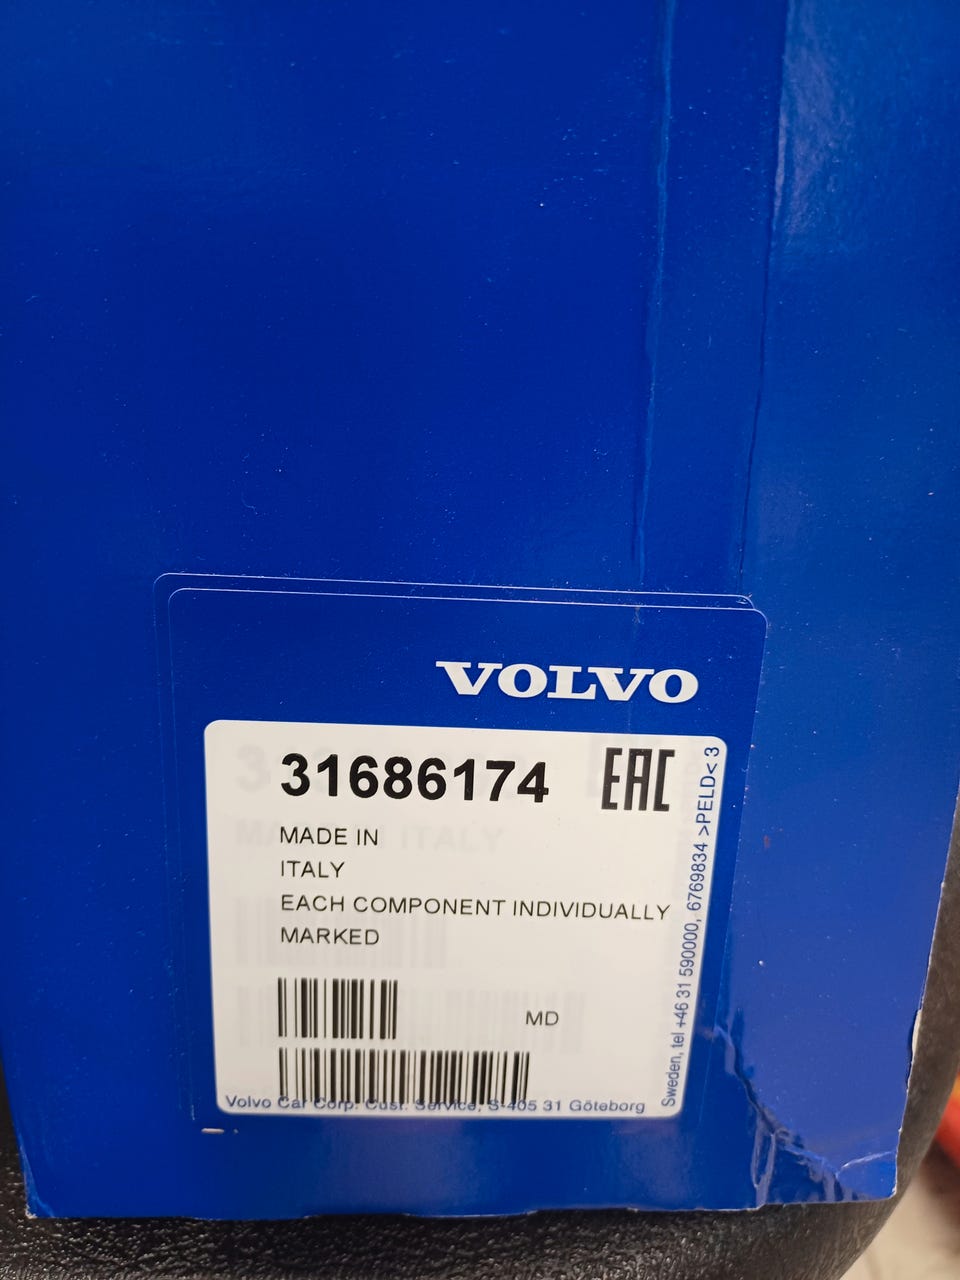 VOLVO
31686174 EAC
MADE IN
ITALY
EACH COMPONENT INDIVIDUALLY
MARKED
MD
Volvo Car Corp. Cust. Service, S-405 31 Göteborg
Sweden, tel +46 31 590000, 6769834 >PELD< 3